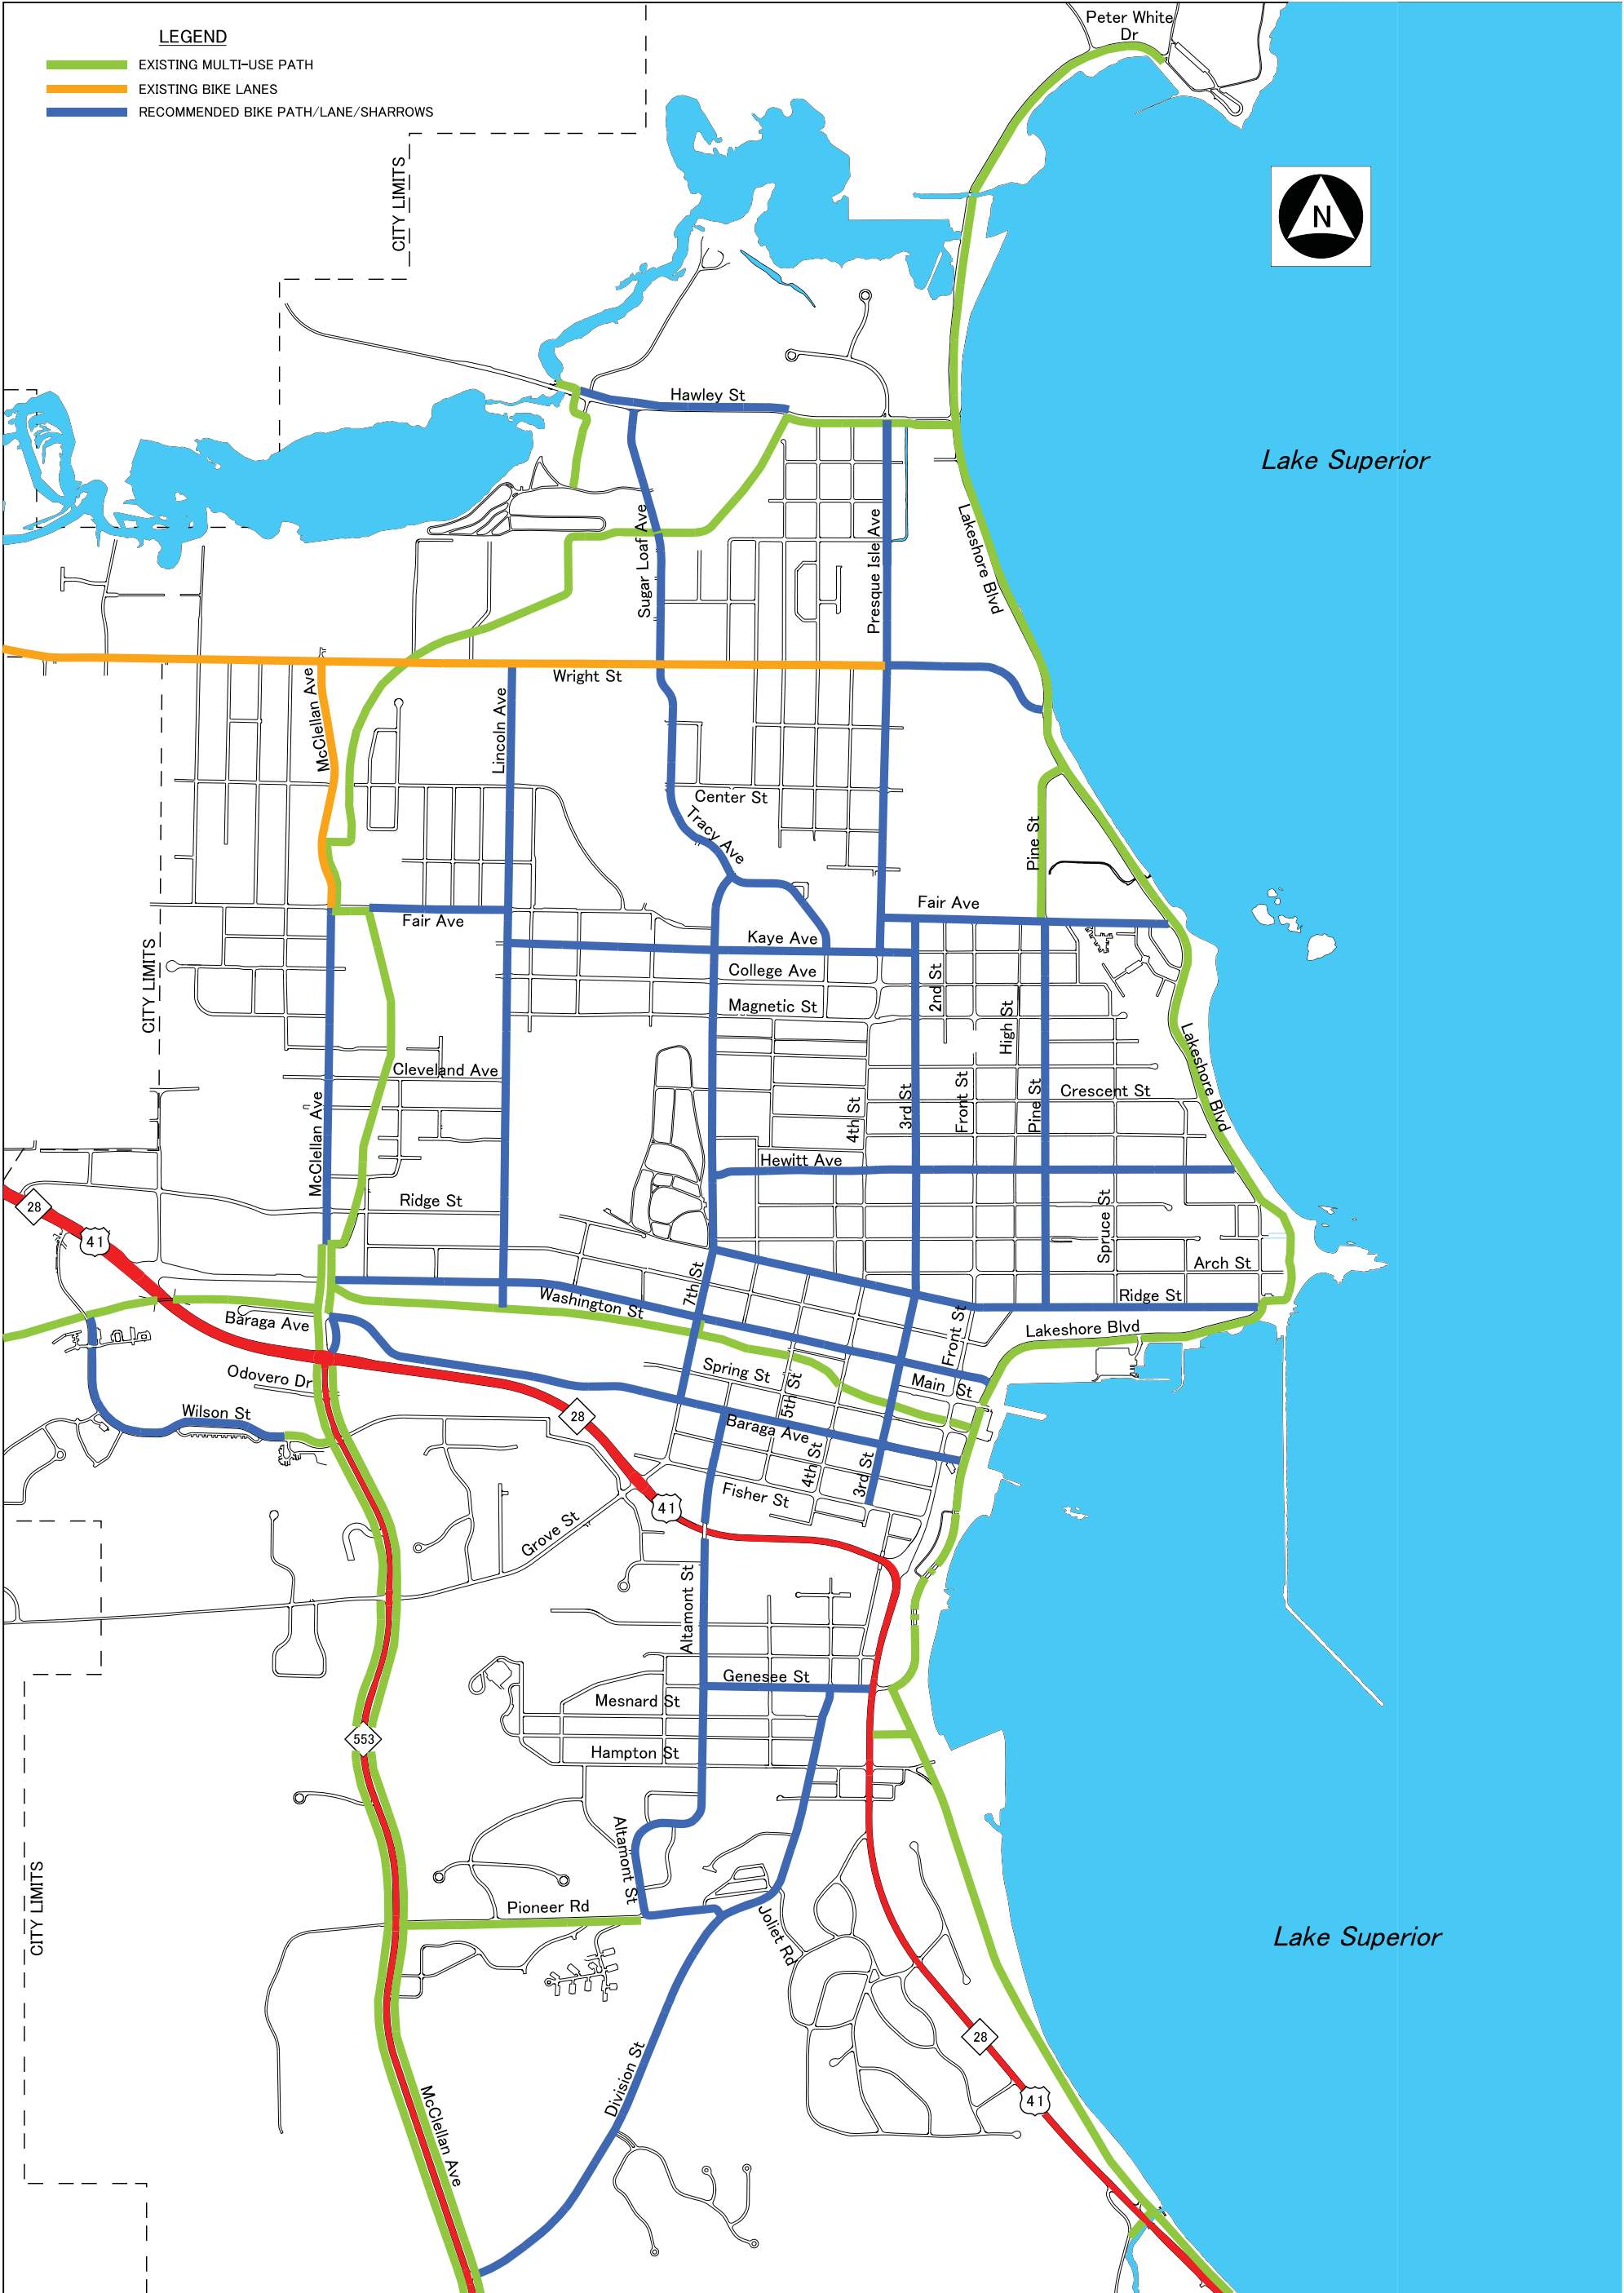 Peter White
Dr
LEGEND
EXISTING MULTI-USE PATH
EXISTING BIKE LANES
RECOMMENDED BIKE PATH/LANE/SHARROWS
CITY LIMITS
N
Hawley St
Lake Superior
Sugar Loaf Ave
Presque Isle Ave
Lakeshore Blvd
Wright St
McClellan Ave
Lincoln Ave
Center St
Tracy Ave
Pine St
Fair Ave
Fair Ave
Kaye Ave
College Ave
Magnetic St
CITY LIMITS
2nd St
High St
Lakeshore Blvd
Cleveland Ave
Crescent St
McClellan Ave
4th St
3rd St
Front St
Pine St
Hewitt Ave
Ridge St
28
41
Spruce St
Arch St
7th St
Washington St
Ridge St
Baraga Ave
Lakeshore Blvd
Front St
Odovero Dr
Spring St
5th St
Main St
Wilson St
28
Baraga Ave
4th St
3rd St
Fisher St
41
Grove St
Altamont St
Genesee St
Mesnard St
553
Hampton St
Altamont St
CITY LIMITS
Pioneer Rd
Joliet Rd
Lake Superior
28
Division St
41
McClellan Ave